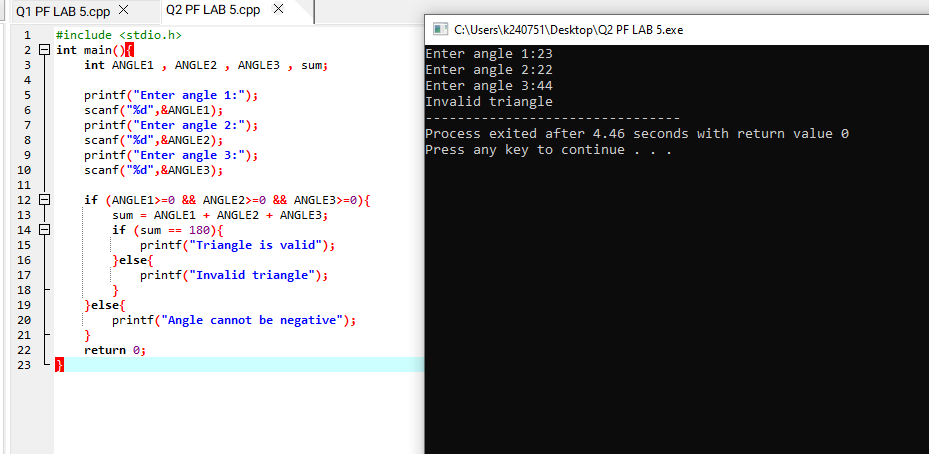 Q1 PF LAB 5.cpp Q2 PF LAB 5.cpp
1 #include <stdio.h>
2 int main(){
3 int ANGLE1 , ANGLE2 , ANGLE3 , sum;
4
5 printf("Enter angle 1:");
6 scanf("%d",&ANGLE1);
7 printf("Enter angle 2:");
8 scanf("%d",&ANGLE2);
9 printf("Enter angle 3:");
10 scanf("%d",&ANGLE3);
11
12 if (ANGLE1>=0 && ANGLE2>=0 && ANGLE3>=0){
13 sum = ANGLE1 + ANGLE2 + ANGLE3;
14 if (sum == 180){
15 printf("Triangle is valid");
16 }else{
17 printf("Invalid triangle");
18 }
19 }else{
20 printf("Angle cannot be negative");
21 }
22 return 0;
23 }
C:\Users\k240751\Desktop\Q2 PF LAB 5.exe
Enter angle 1:23
Enter angle 2:22
Enter angle 3:44
Invalid triangle
--------------------------------
Process exited after 4.46 seconds with return value 0
Press any key to continue . . .